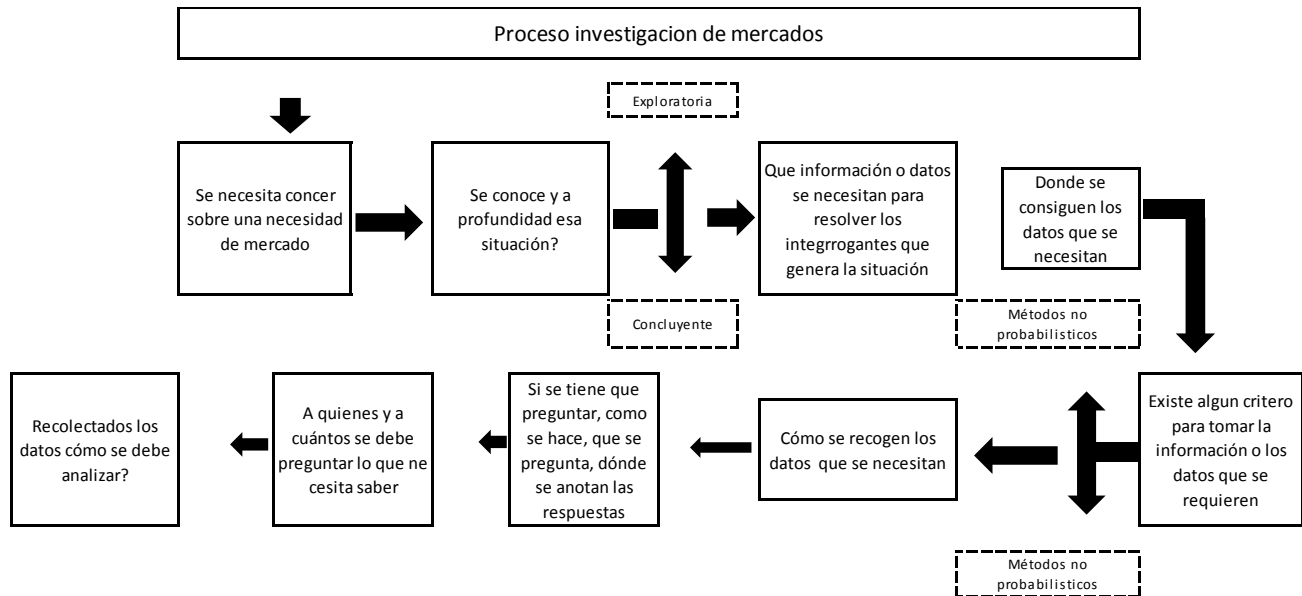 Proceso investigacion de mercados
Exploratoria
Se necesita concer
sobre una necesidad
de mercado
Se conoce y a
profundidad esa
situación?
Que información o datos
se necesitan para
resolver los
integrrogantes que
genera la situación
Donde se
consiguen los
datos que se
necesitan
Concluyente
Métodos no
probabilisticos
Existe algun critero
para tomar la
información o los
datos que se
requieren
Cómo se recogen los
datos que se necesitan
Si se tiene que
preguntar, como
se hace, que se
pregunta, dónde
se anotan las
respuestas
A quienes y a
cuántos se debe
preguntar lo que ne
cesita saber
Recolectados los
datos cómo se debe
analizar?
Métodos no
probabilisticos